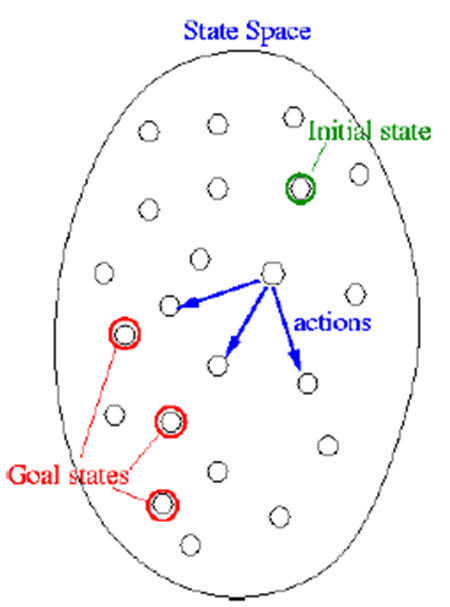 State Space
Initial state
actions
Goal states